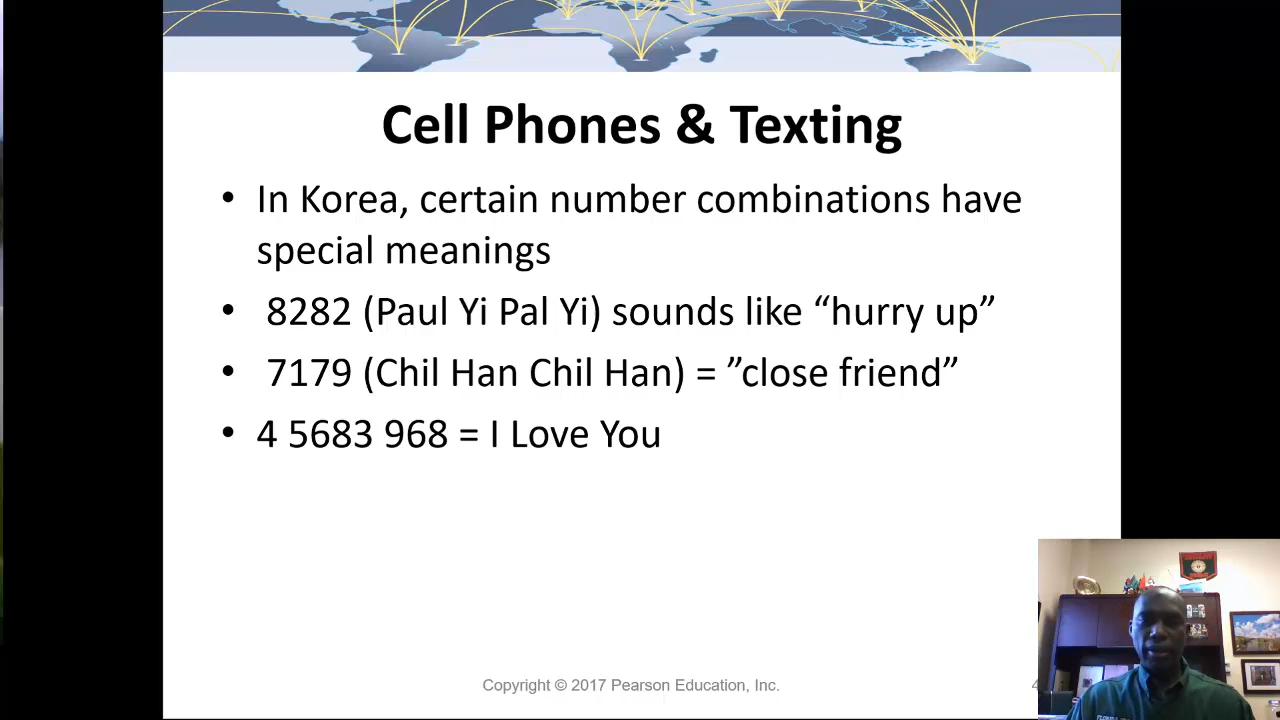 Cell Phones & Texting
• In Korea, certain number combinations have
special meanings
• 8282 (Paul Yi Pal Yi) sounds like “hurry up”
• 7179 (Chil Han Chil Han) = ”close friend”
• 4 5683 968 = I Love You
Copyright © 2017 Pearson Education, Inc.